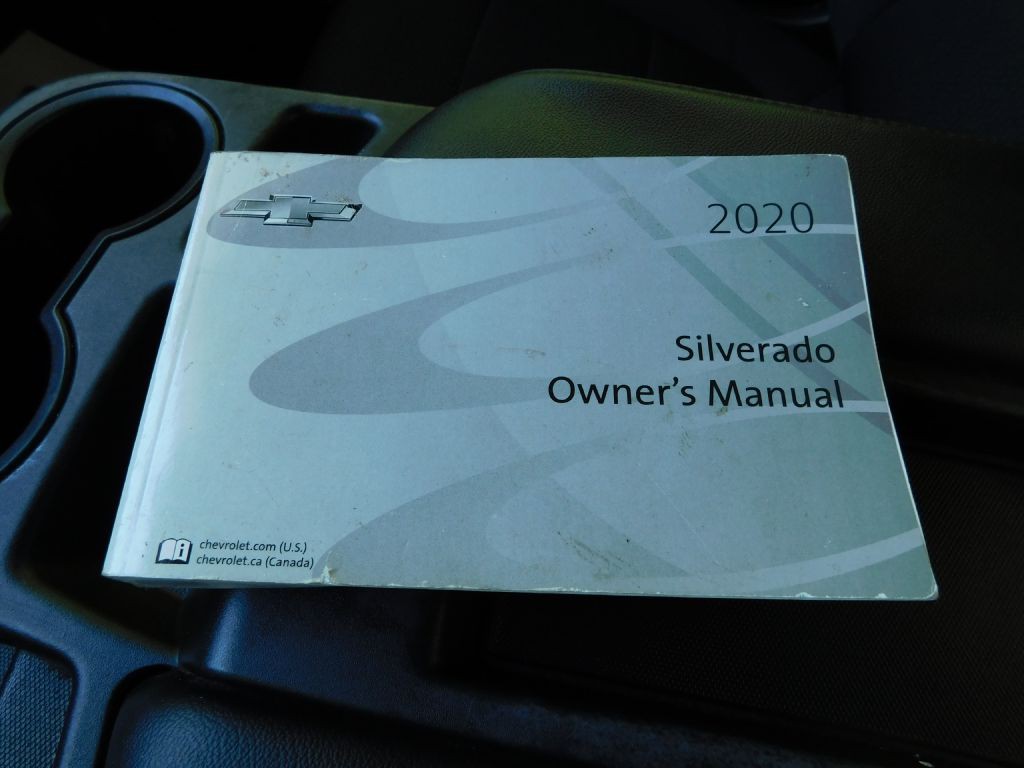 2020
Silverado
Owner's Manual
chevrolet.com (U.S.)
chevrolet.ca (Canada)